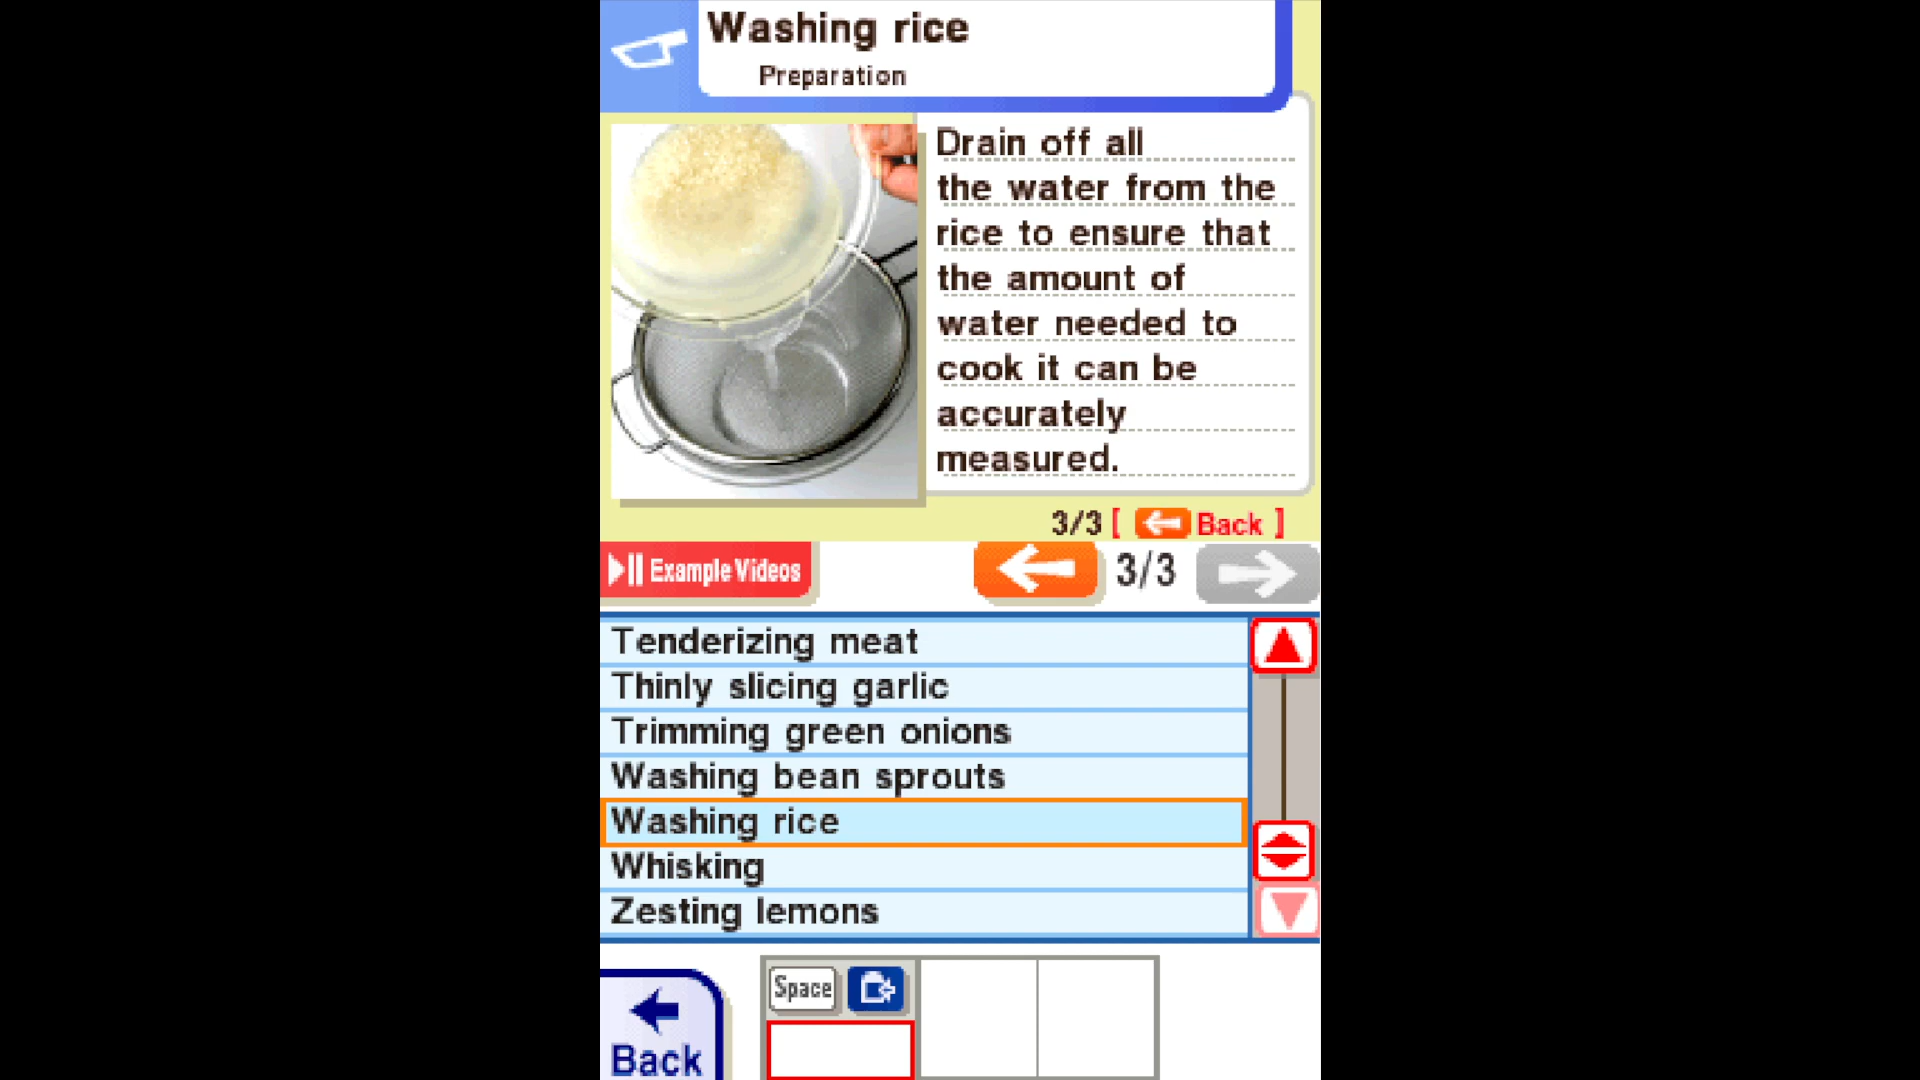 Washing rice
Preparation
Drain off all
the water from the
rice to ensure that
the amount of
water needed to
cook it can be
accurately
measured.
3/3 [ Back ]
Example Videos
3/3
Tenderizing meat
Thinly slicing garlic
Trimming green onions
Washing bean sprouts
Washing rice
Whisking
Zesting lemons
Space
Back